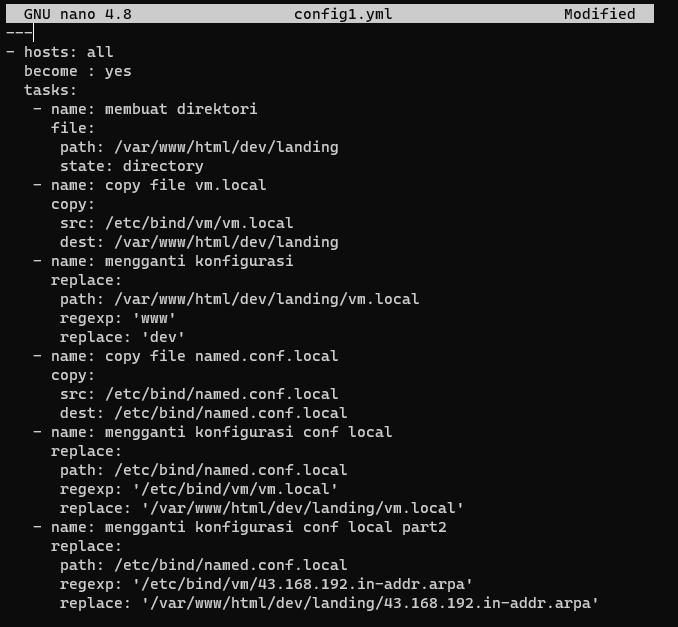 GNU nano 4.8 config1.yml Modified
---
- hosts: all
  become : yes
  tasks:
   - name: membuat direktori
     file:
      path: /var/www/html/dev/landing
      state: directory
   - name: copy file vm.local
     copy:
      src: /etc/bind/vm/vm.local
      dest: /var/www/html/dev/landing
   - name: mengganti konfigurasi
     replace:
      path: /var/www/html/dev/landing/vm.local
      regexp: 'www'
      replace: 'dev'
   - name: copy file named.conf.local
     copy:
      src: /etc/bind/named.conf.local
      dest: /etc/bind/named.conf.local
   - name: mengganti konfigurasi conf local
     replace:
      path: /etc/bind/named.conf.local
      regexp: '/etc/bind/vm/vm.local'
      replace: '/var/www/html/dev/landing/vm.local'
   - name: mengganti konfigurasi conf local part2
     replace:
      path: /etc/bind/named.conf.local
      regexp: '/etc/bind/vm/43.168.192.in-addr.arpa'
      replace: '/var/www/html/dev/landing/43.168.192.in-addr.arpa'